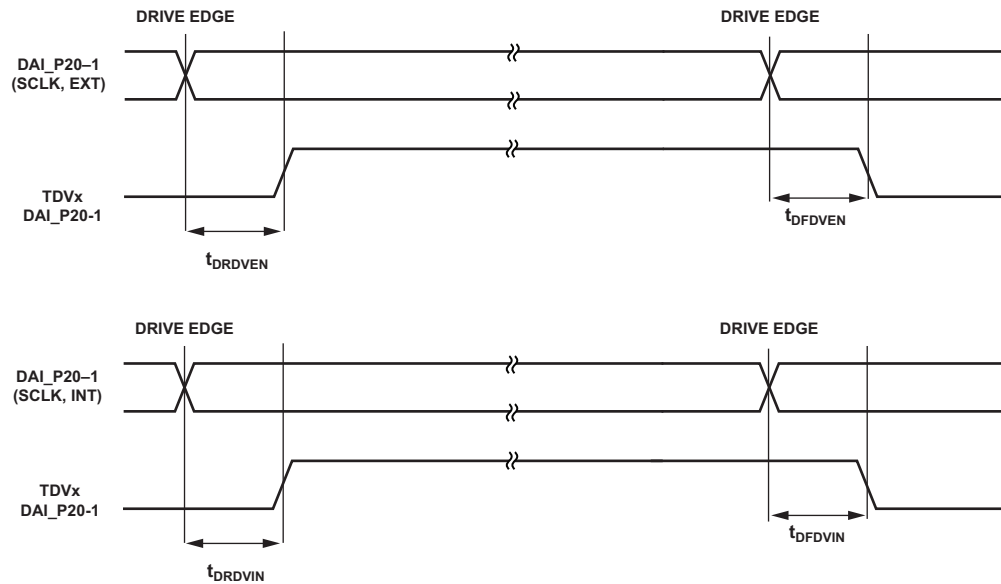 DRIVE EDGE DRIVE EDGE
DAI_P20–1
(SCLK, EXT)
TDVx
DAI_P20-1
tDFDVEN
tDRDVEN
DRIVE EDGE DRIVE EDGE
DAI_P20–1
(SCLK, INT)
TDVx
DAI_P20-1
tDFDVIN
tDRDVIN